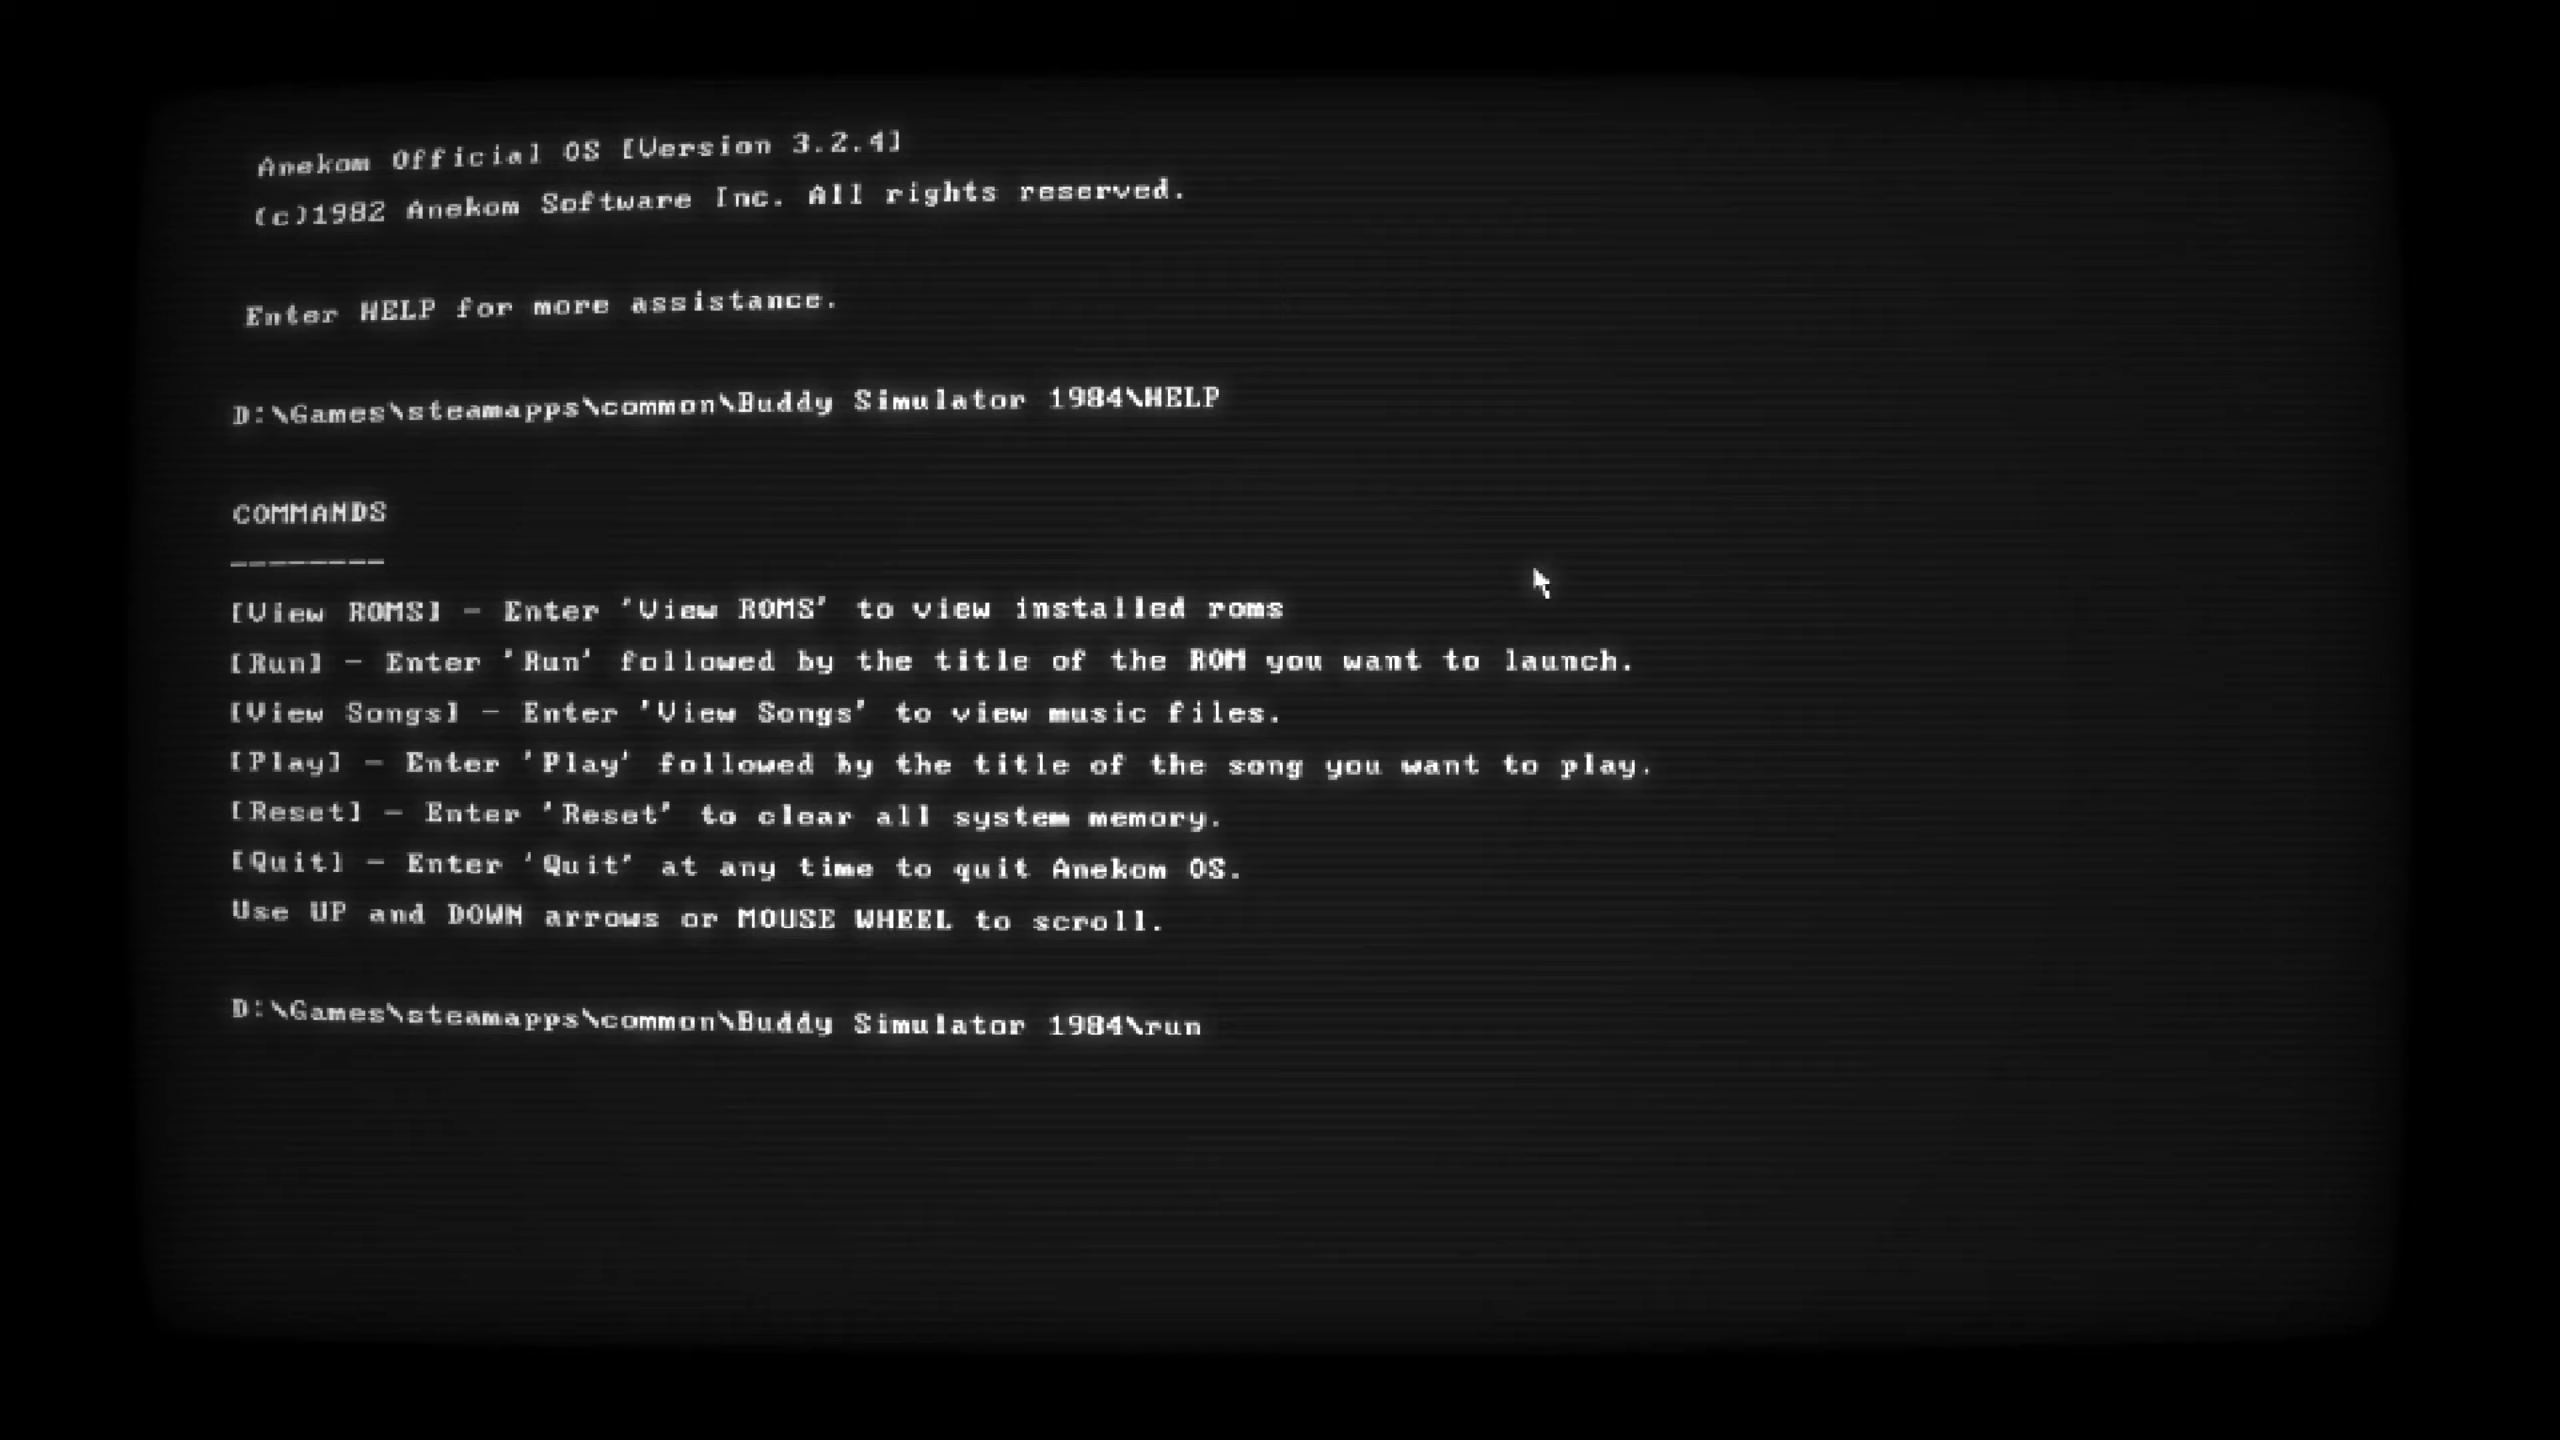 Anekom Official OS [Version 3.2.4]
(c)1982 Anekom Software Inc. All rights reserved.
Enter HELP for more assistance.
D:\Games\steamapps\common\Buddy Simulator 1984\HELP
COMMANDS
--------
[View ROMS] - Enter 'View ROMS' to view installed roms
[Run] - Enter 'Run' followed by the title of the ROM you want to launch.
[View Songs] - Enter 'View Songs' to view music files.
[Play] - Enter 'Play' followed by the title of the song you want to play.
[Reset] - Enter 'Reset' to clear all system memory.
[Quit] - Enter 'Quit' at any time to quit Anekom OS.
Use UP and DOWN arrows or MOUSE WHEEL to scroll.
D:\Games\steamapps\common\Buddy Simulator 1984\run